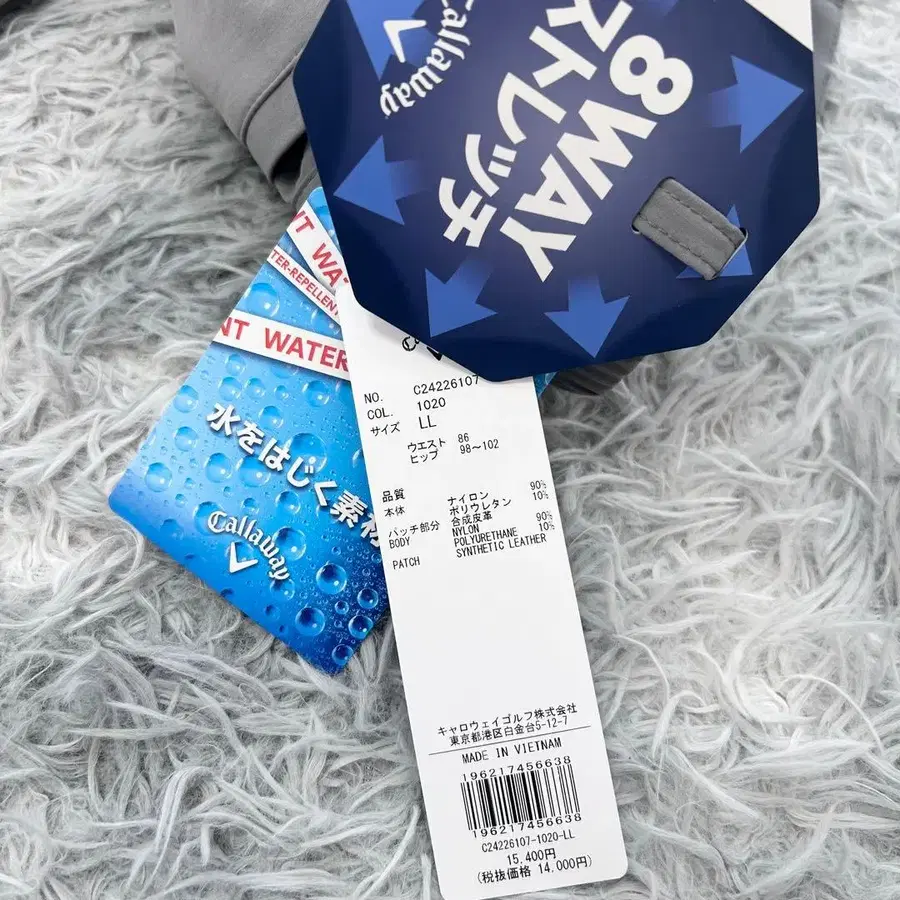 Callaway
8WAY
ストレッチ
NT WAT
TER-REPELLENT
NT WATER
水をはじく素材
Callaway
NO. C24226107
COL. 1020
サイズ LL
ウエスト 86
ヒップ 98～102
品質
本体 ナイロン 90%
ポリウレタン 10%
パッチ部分 合成皮革
BODY NYLON 90%
POLYURETHANE 10%
PATCH SYNTHETIC LEATHER
キャロウェイゴルフ株式会社
東京都港区白金台5-12-7
MADE IN VIETNAM
196217456638
196217456638
C24226107-1020-LL
15,400円
(税抜価格 14,000円)